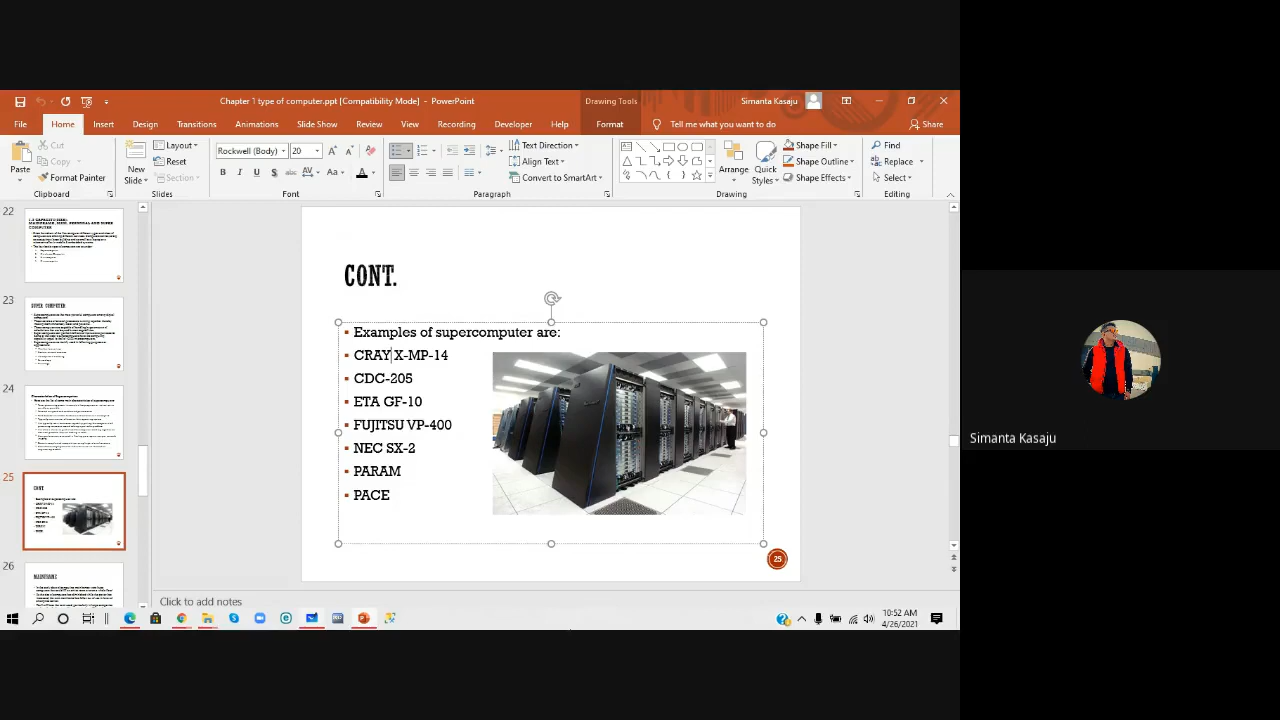 Chapter 1 type of computer.ppt [Compatibility Mode] - PowerPoint
Drawing Tools
Simanta Kasaju
File Home Insert Design Transitions Animations Slide Show Review View Recording Developer Help Format Tell me what you want to do Share
Paste
Cut
Copy
Format Painter
Clipboard
New Slide
Layout
Reset
Section
Slides
Rockwell (Body) 20
Font
Text Direction
Align Text
Convert to SmartArt
Paragraph
Arrange
Quick Styles
Shape Fill
Shape Outline
Shape Effects
Drawing
Find
Replace
Select
Editing
22
23
SUPER COMPUTER
24
25
CONT.
26
MAINFRAME
CONT.
Examples of supercomputer are:
CRAY X-MP-14
CDC-205
ETA GF-10
FUJITSU VP-400
NEC SX-2
PARAM
PACE
25
Click to add notes
10:52 AM
4/26/2021
Simanta Kasaju